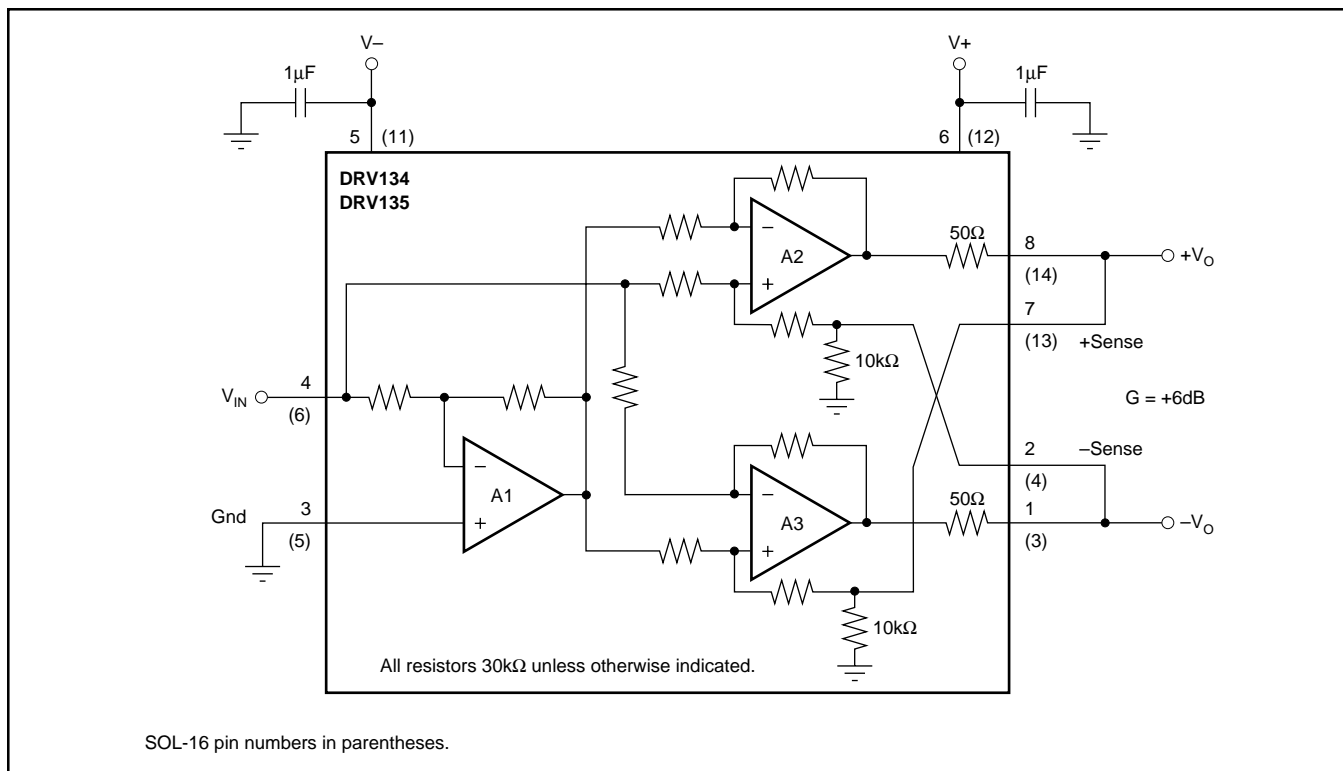 V–
V+
1μF
1μF
5 (11)
6 (12)
DRV134
DRV135
A2
50Ω
8
(14)
+VO
7
(13)
+Sense
10kΩ
VIN
4
(6)
G = +6dB
A1
2
(4)
–Sense
Gnd
3
(5)
A3
50Ω
1
(3)
–VO
10kΩ
All resistors 30kΩ unless otherwise indicated.
SOL-16 pin numbers in parentheses.